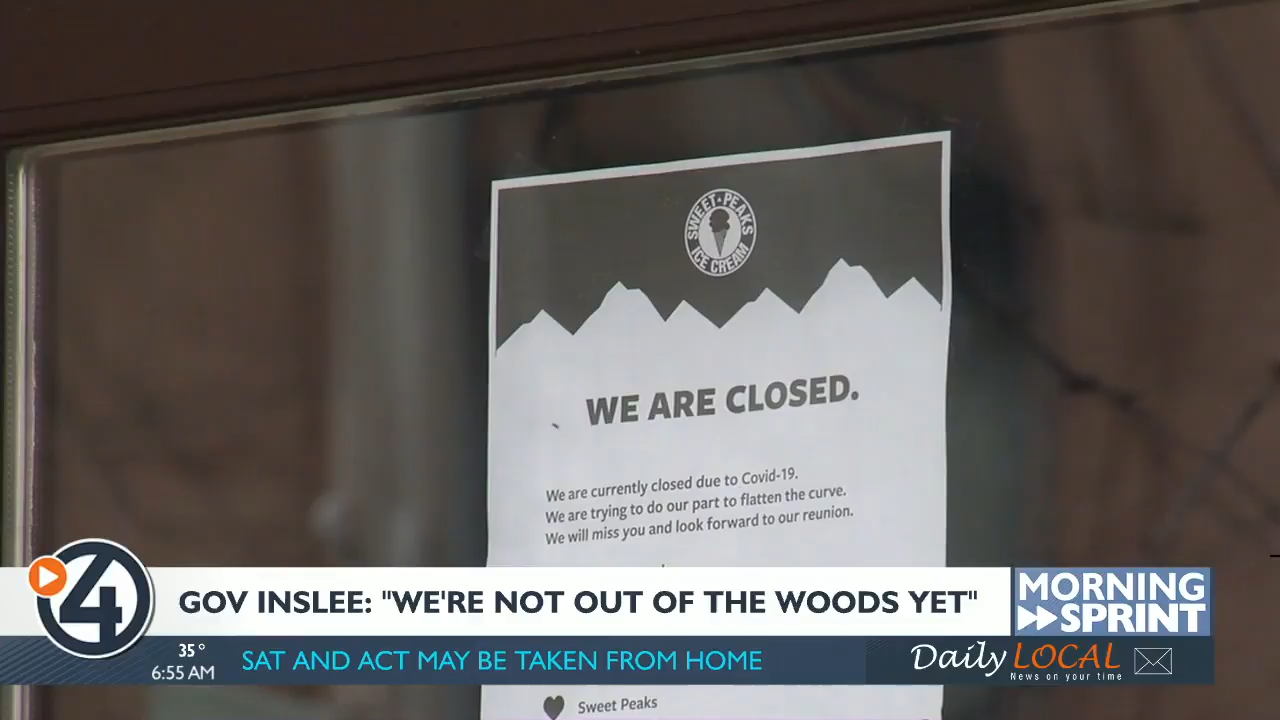 SWEET PEAKS
ICE CREAM
WE ARE CLOSED.
We are currently closed due to Covid-19.
We are trying to do our part to flatten the curve.
We will miss you and look forward to our reunion.
4
GOV INSLEE: "WE'RE NOT OUT OF THE WOODS YET"
MORNING
SPRINT
35°
6:55 AM
SAT AND ACT MAY BE TAKEN FROM HOME
Daily LOCAL
News on your time
Sweet Peaks